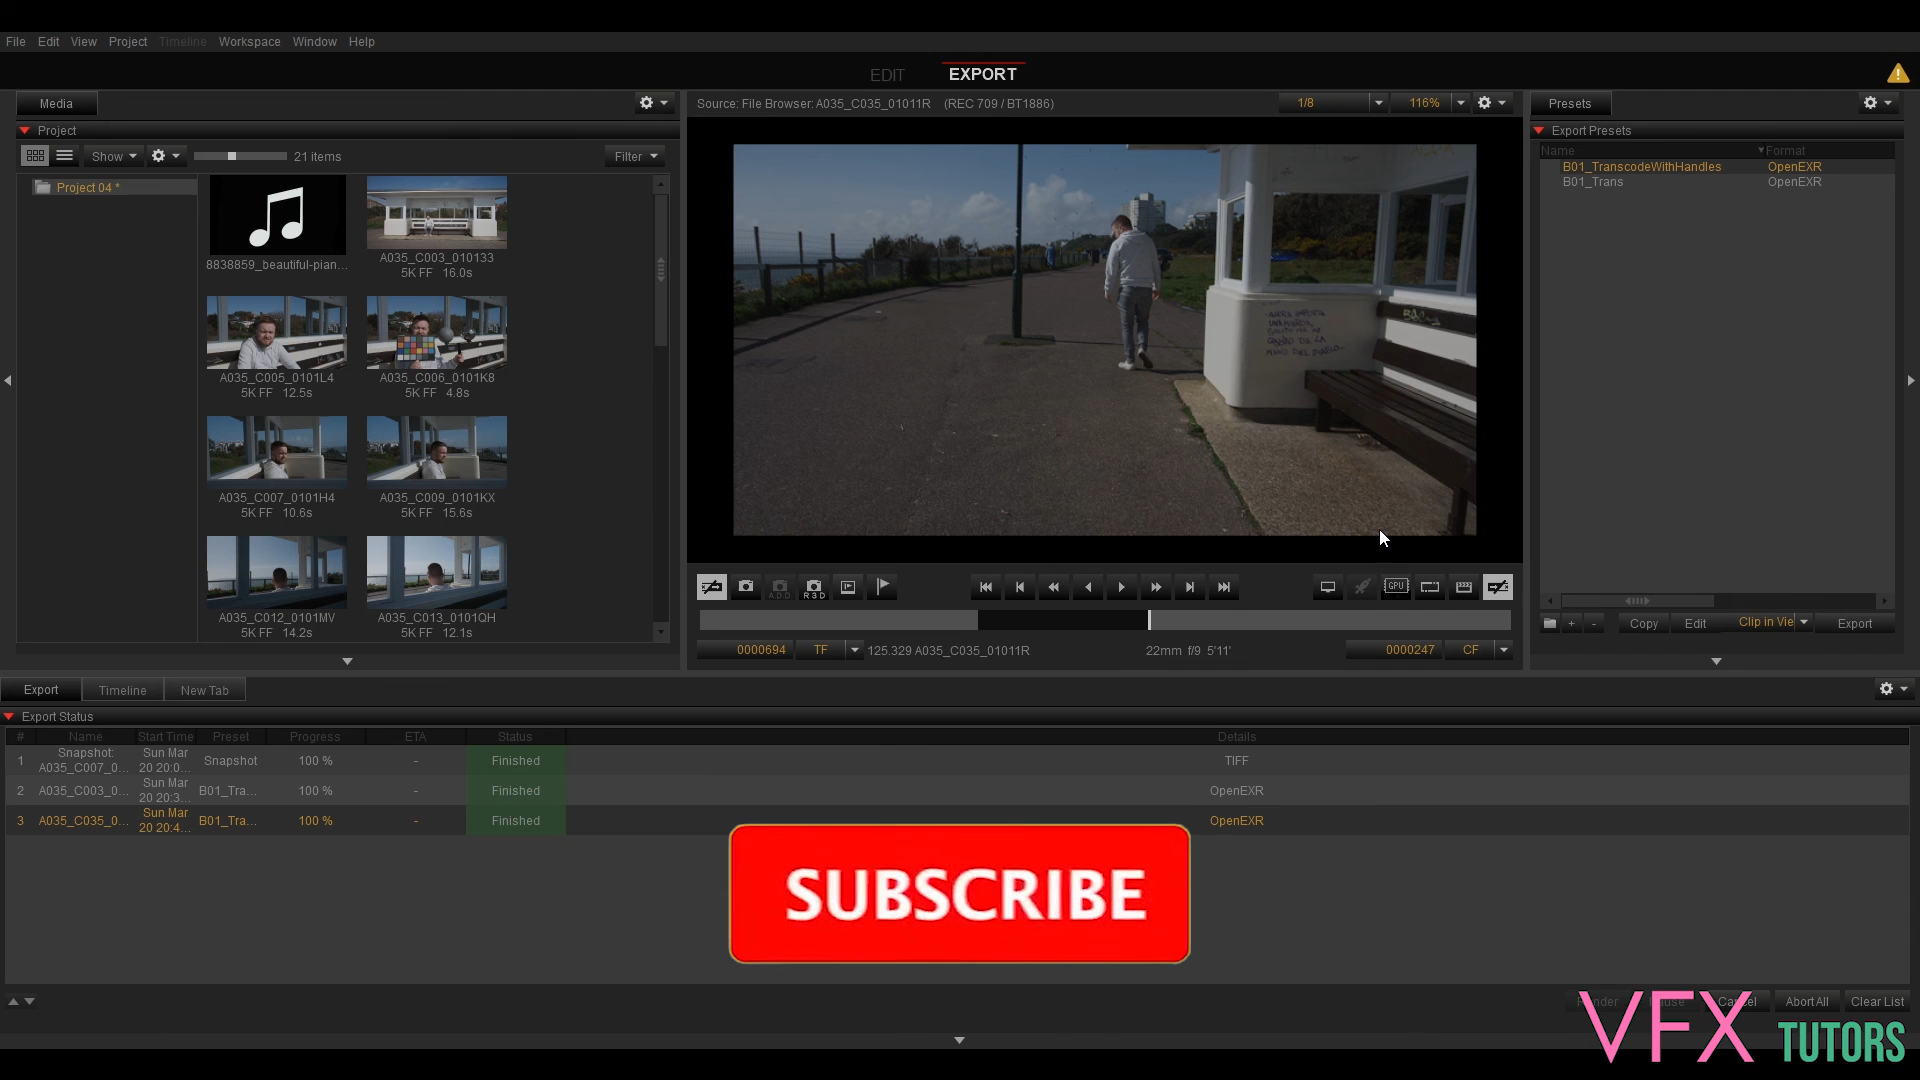 File Edit View Project Timeline Workspace Window Help
EDIT EXPORT
Media
Project
Show 21 items Filter
Project 04 *
8838859_beautiful-pian...
A035_C003_010133
5K FF 16.0s
A035_C005_0101L4
5K FF 12.5s
A035_C006_0101K8
5K FF 4.8s
A035_C007_0101H4
5K FF 10.6s
A035_C009_0101KX
5K FF 15.6s
A035_C012_0101MV
5K FF 14.2s
A035_C013_0101QH
5K FF 12.1s
Source: File Browser: A035_C035_01011R (REC 709 / BT1886) 1/8 116%
A.D.D R3D GPU
0000694 TF 125.329 A035_C035_01011R 22mm f/9 5'11' 0000247 CF
Presets
Export Presets
Name Format
B01_TranscodeWithHandles OpenEXR
B01_Trans OpenEXR
+ - Copy Edit Clip in Vie Export
Export Timeline New Tab
Export Status
# Name Start Time Preset Progress ETA Status Details
1 Snapshot: A035_C007_0... Sun Mar 20 20:0... Snapshot 100 % - Finished TIFF
2 A035_C003_0... Sun Mar 20 20:3... B01_Tra... 100 % - Finished OpenEXR
3 A035_C035_0... Sun Mar 20 20:4... B01_Tra... 100 % - Finished OpenEXR
SUBSCRIBE
Cancel Abort All Clear List
VFX TUTORS